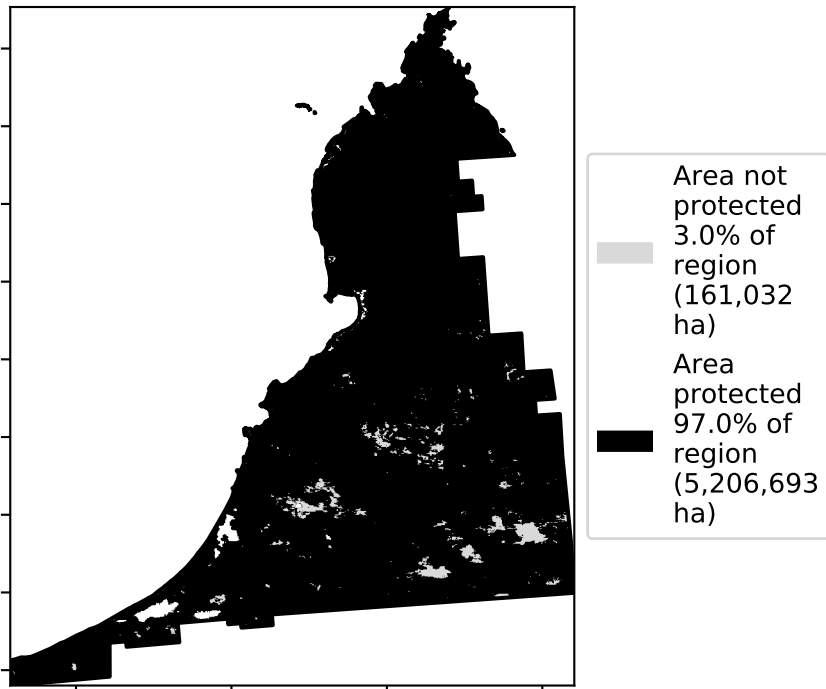 Area not
protected
3.0% of
region
(161,032
ha)
Area
protected
97.0% of
region
(5,206,693
ha)